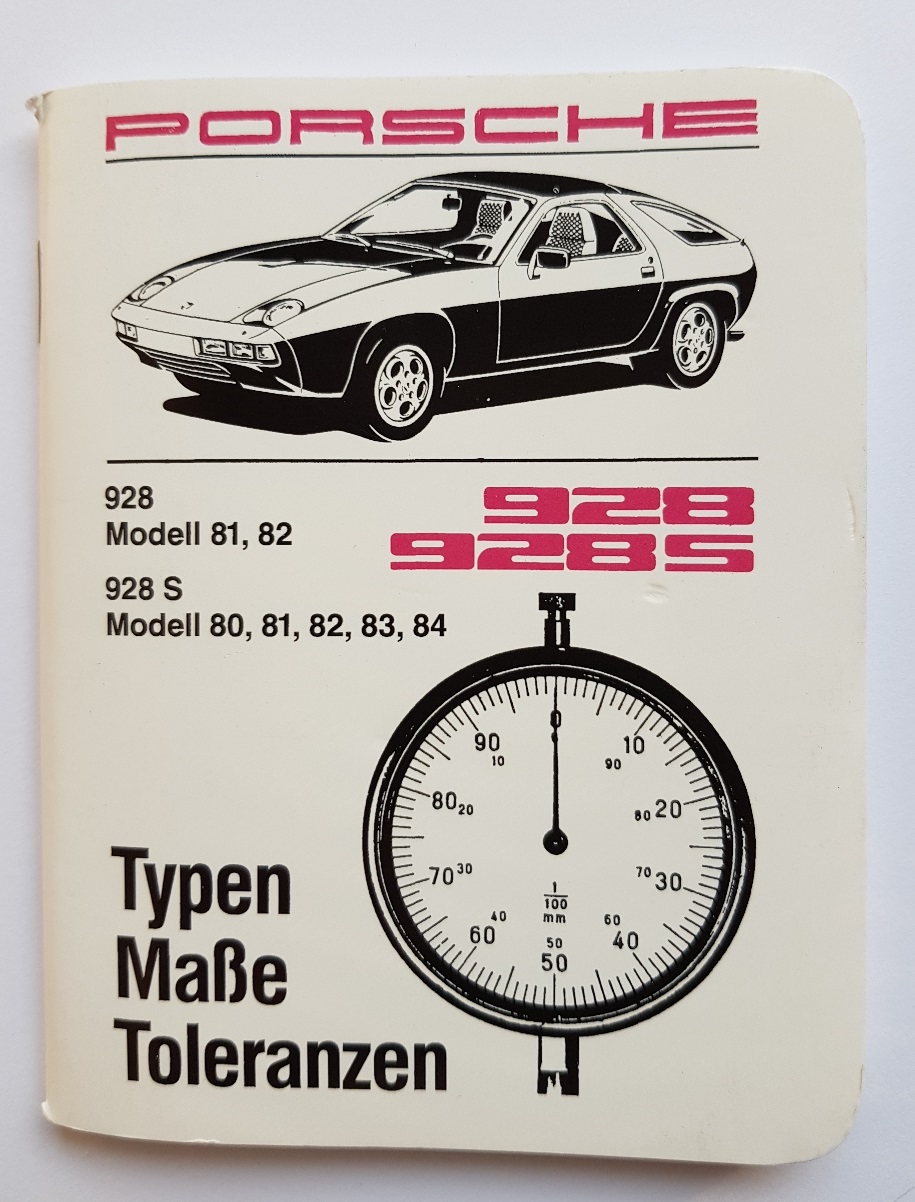 PORSCHE
928
Modell 81, 82
928 S
Modell 80, 81, 82, 83, 84
928
928S
0
90 10
10 90
80 20 80 20
70 30 70 30
1
100
mm
40 60
60 40
50
50
Typen
Maße
Toleranzen